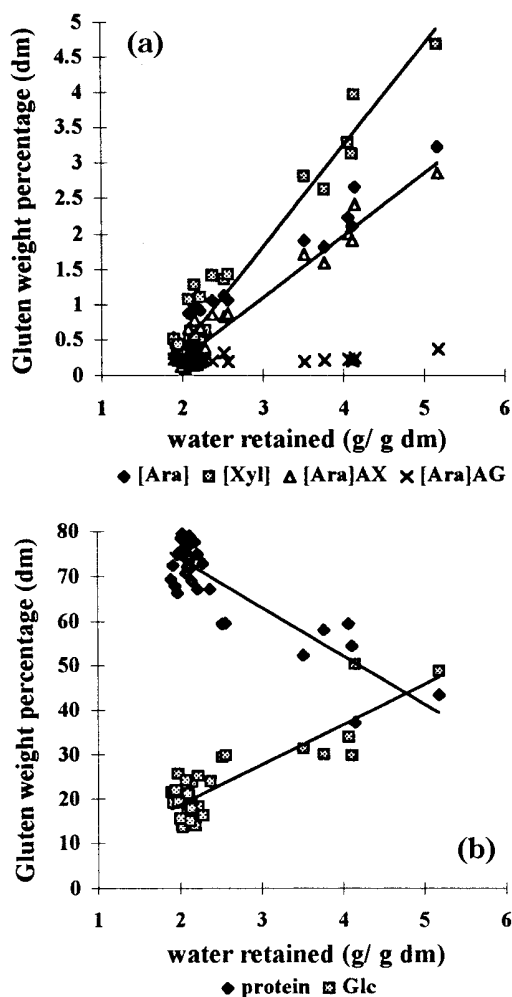 (a)
Gluten weight percentage (dm)
5
4.5
4
3.5
3
2.5
2
1.5
1
0.5
0
1 2 3 4 5 6
water retained (g/ g dm)
[Ara] [Xyl] [Ara]AX [Ara]AG
Gluten weight percentage (dm)
80
70
60
50
40
30
20
10
0
(b)
1 2 3 4 5 6
water retained (g/ g dm)
protein Glc